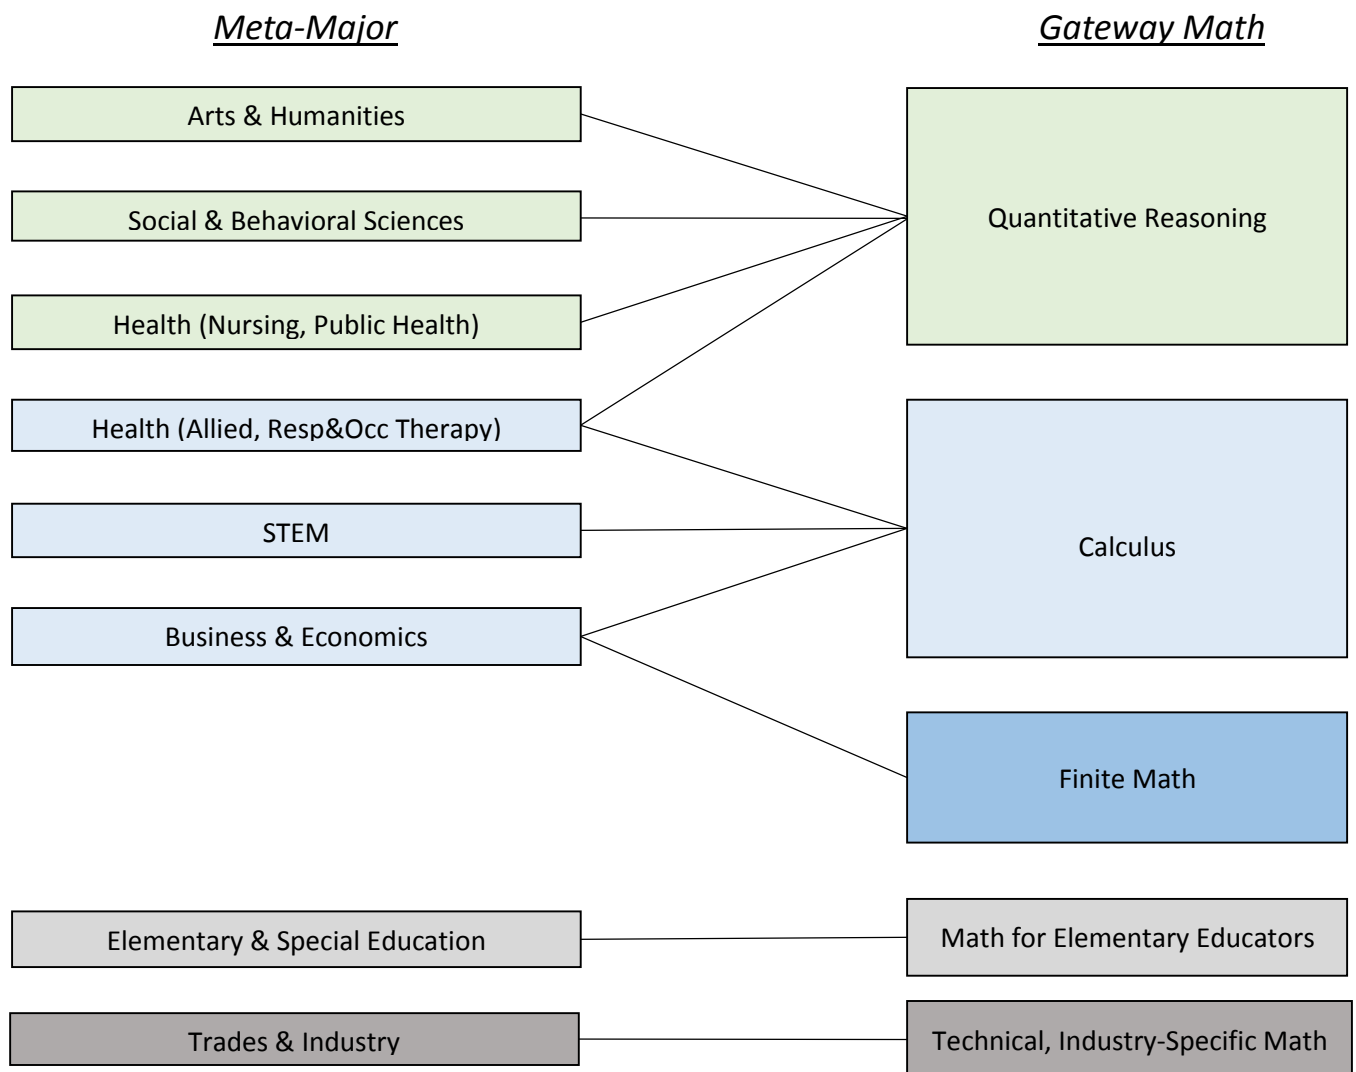 Meta-Major
Gateway Math
Arts & Humanities
Social & Behavioral Sciences
Health (Nursing, Public Health)
Health (Allied, Resp&Occ Therapy)
STEM
Business & Economics
Elementary & Special Education
Trades & Industry
Quantitative Reasoning
Calculus
Finite Math
Math for Elementary Educators
Technical, Industry-Specific Math